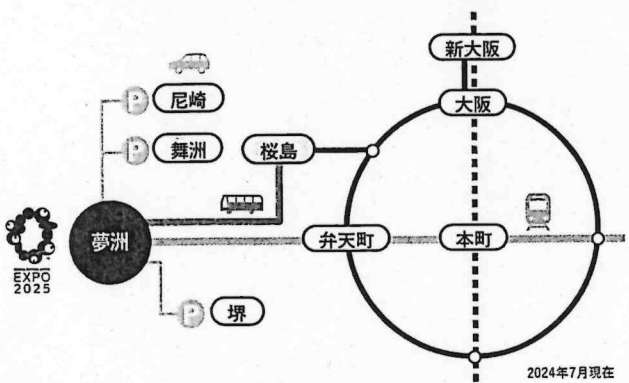 新大阪
大阪
P 尼崎
P 舞洲
桜島
夢洲
弁天町
本町
EXPO
2025
P 堺
2024年7月現在